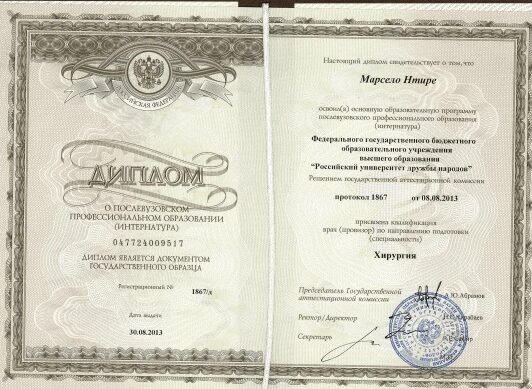 РОССИЙСКАЯ ФЕДЕРАЦИЯ
ДИПЛОМ
О ПОСЛЕВУЗОВСКОМ
ПРОФЕССИОНАЛЬНОМ ОБРАЗОВАНИИ
(ИНТЕРНАТУРА)
047724009517
ДИПЛОМ ЯВЛЯЕТСЯ ДОКУМЕНТОМ
ГОСУДАРСТВЕННОГО ОБРАЗЦА
Регистрационный № 1867/д
Дата выдачи
30.08.2013
Настоящий диплом свидетельствует о том, что
Марсело Нтире
освоил(а) основную образовательную программу
послевузовского профессионального образования
(интернатура)
Федерального государственного бюджетного
образовательного учреждения
высшего образования
"Российский университет дружбы народов"
Решением государственной аттестационной комиссии
протокол 1867 от 08.08.2013
присвоена квалификация
врач (провизор) по направлению подготовки
(специальности)
Хирургия
Председатель Государственной
аттестационной комиссии А.Ю.Абрамов
Ректор/Директор
Секретарь